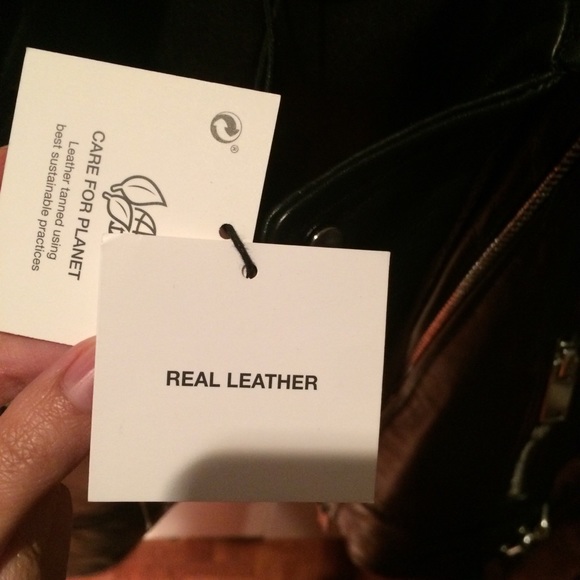 CARE FOR PLANET
Leather tanned using
best sustainable practices
®
REAL LEATHER